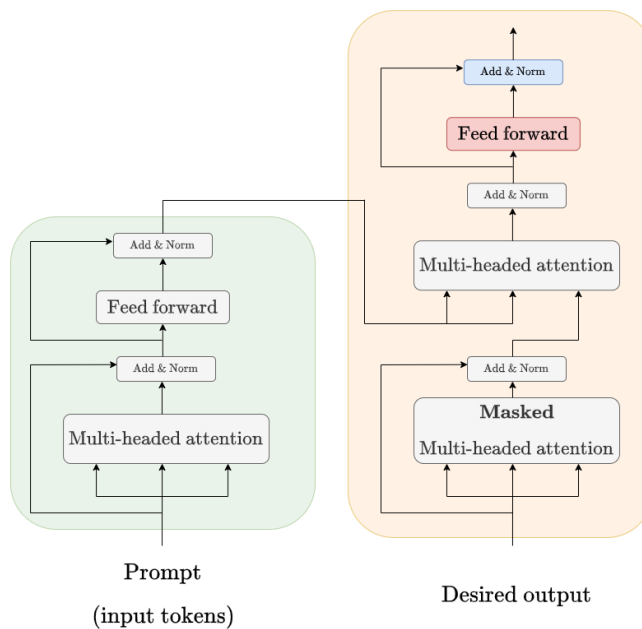 Add & Norm
Feed forward
Add & Norm
Multi-headed attention
Prompt
(input tokens)
Add & Norm
Feed forward
Add & Norm
Multi-headed attention
Add & Norm
Masked
Multi-headed attention
Desired output